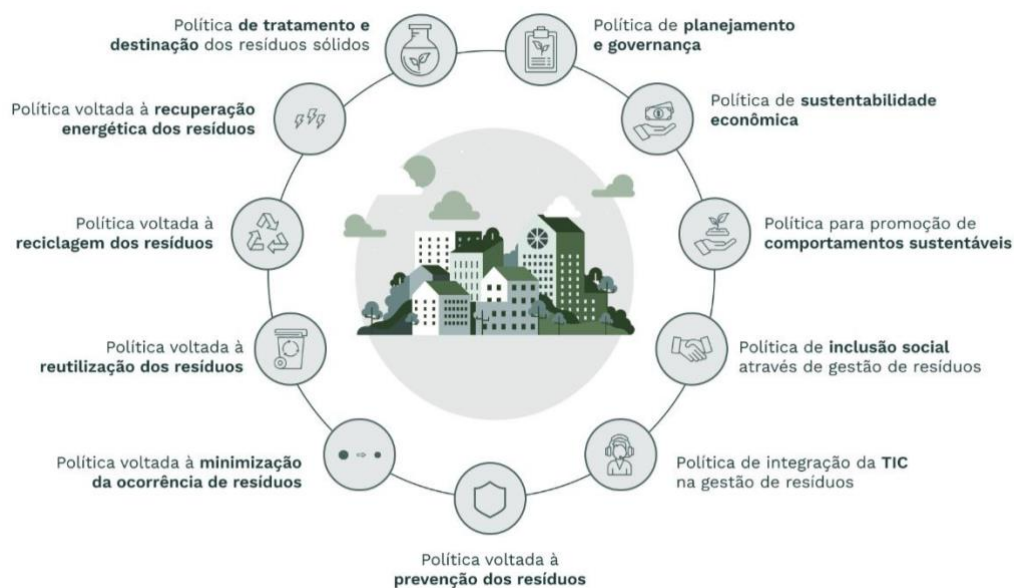 Política de tratamento e
destinação dos resíduos sólidos
Política de planejamento
e governança
Política voltada à recuperação
energética dos resíduos
Política de sustentabilidade
econômica
Política voltada à
reciclagem dos resíduos
Política para promoção de
comportamentos sustentáveis
Política voltada à
reutilização dos resíduos
Política de inclusão social
através de gestão de resíduos
Política voltada à minimização
da ocorrência de resíduos
Política de integração da TIC
na gestão de resíduos
Política voltada à
prevenção dos resíduos